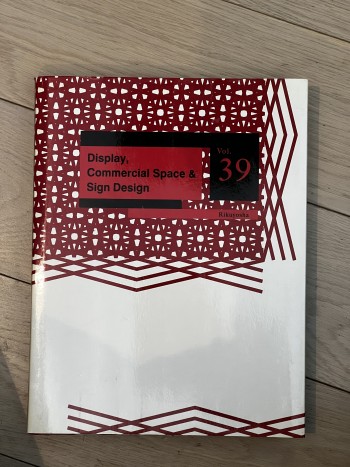 Display,
Commercial Space &
Sign Design
Vol.
39
Rikuyosha